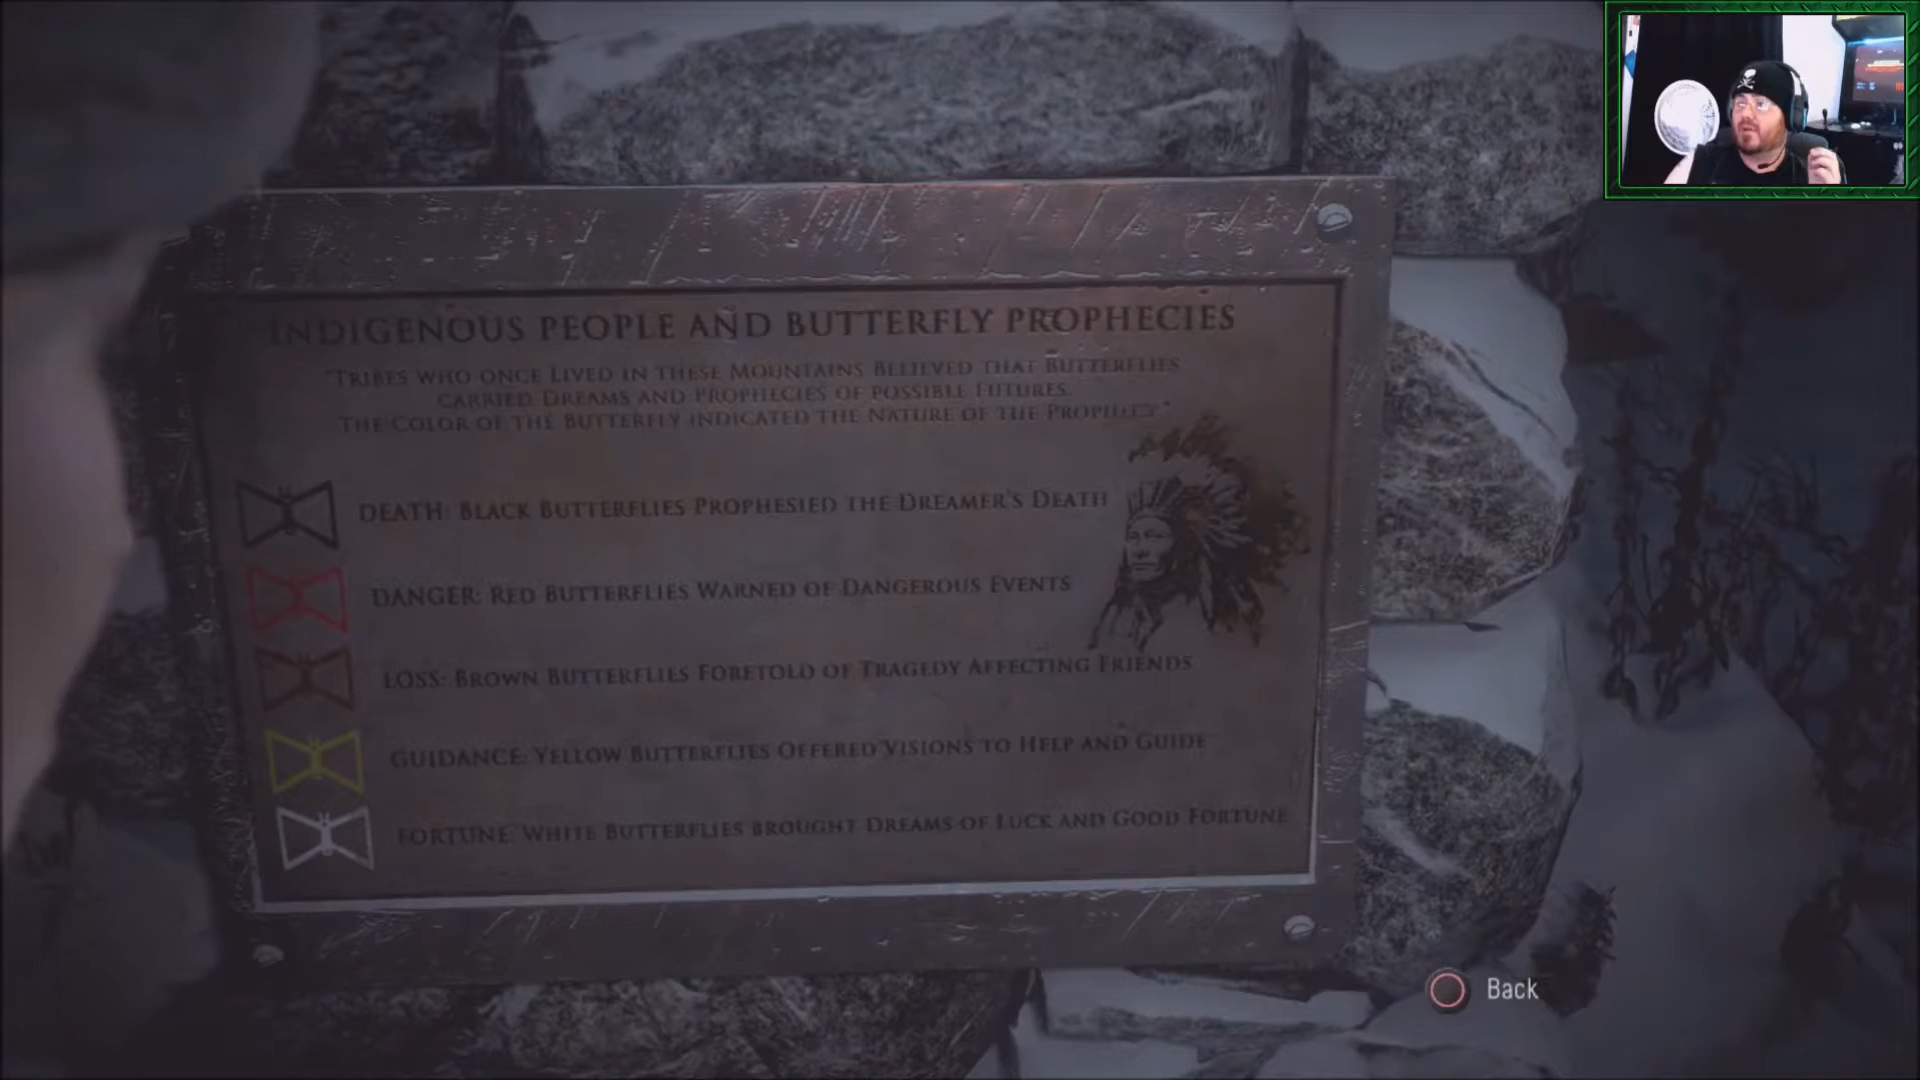 INDIGENOUS PEOPLE AND BUTTERFLY PROPHECIES
"TRIBES WHO ONCE LIVED IN THESE MOUNTAINS BELIEVED THAT BUTTERFLIES
CARRIED DREAMS AND PROPHECIES OF POSSIBLE FUTURES.
THE COLOR OF THE BUTTERFLY INDICATED THE NATURE OF THE PROPHECY."
DEATH: BLACK BUTTERFLIES PROPHESIED THE DREAMER'S DEATH
DANGER: RED BUTTERFLIES WARNED OF DANGEROUS EVENTS
LOSS: BROWN BUTTERFLIES FORETOLD OF TRAGEDY AFFECTING FRIENDS
GUIDANCE: YELLOW BUTTERFLIES OFFERED VISIONS TO HELP AND GUIDE
FORTUNE: WHITE BUTTERFLIES BROUGHT DREAMS OF LUCK AND GOOD FORTUNE
Back